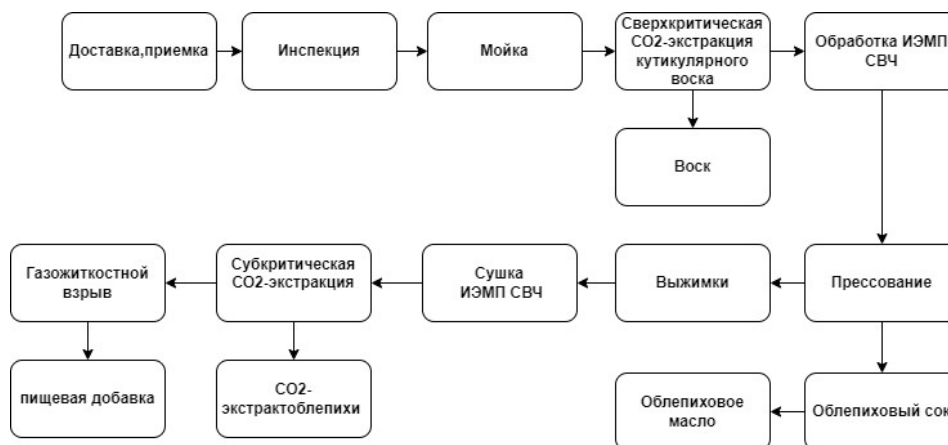 Доставка,приемка
Инспекция
Мойка
Сверхкритическая
СО2-экстракция
кутикулярного
воска
Обработка ИЭМП
СВЧ
Воск
Газожиткостной
взрыв
Субкритическая
СО2-экстракция
Сушка
ИЭМП СВЧ
Выжимки
Прессование
пищевая добавка
СО2-
экстрактоблепихи
Облепиховое
масло
Облепиховый сок